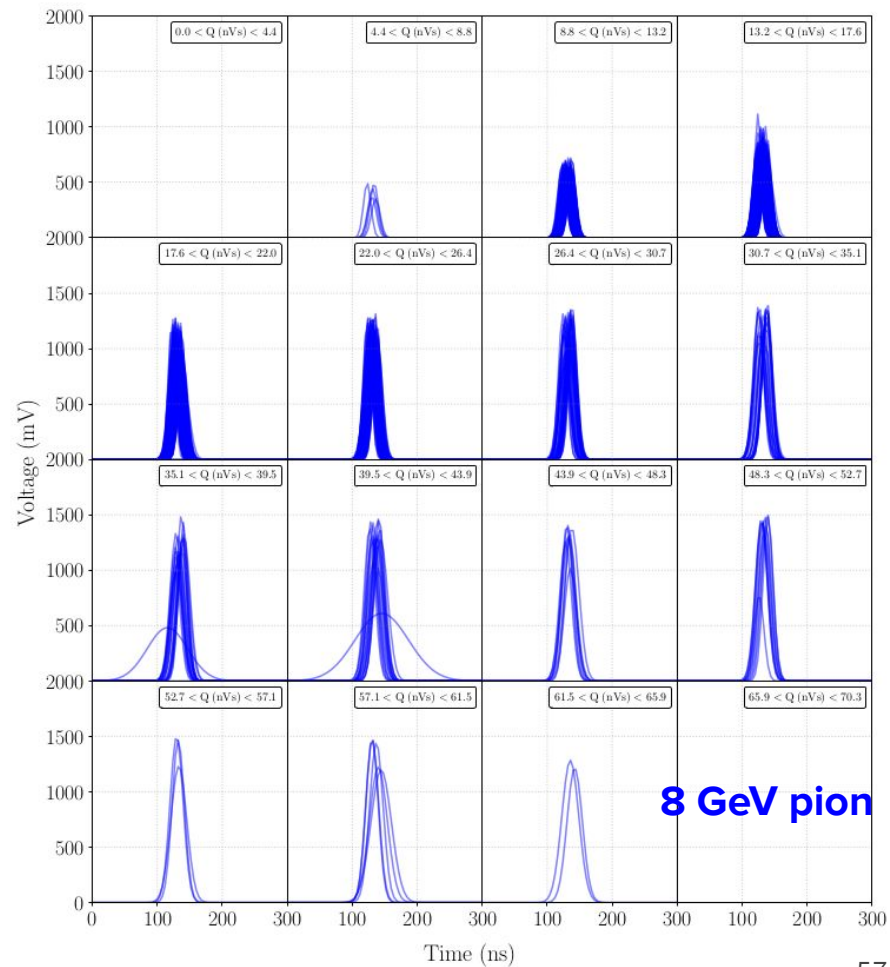 2000
0.0 < Q (nVs) < 4.4
4.4 < Q (nVs) < 8.8
8.8 < Q (nVs) < 13.2
13.2 < Q (nVs) < 17.6
1500
1000
500
2000
17.6 < Q (nVs) < 22.0
22.0 < Q (nVs) < 26.4
26.4 < Q (nVs) < 30.7
30.7 < Q (nVs) < 35.1
1500
1000
500
Voltage (mV)
2000
35.1 < Q (nVs) < 39.5
39.5 < Q (nVs) < 43.9
43.9 < Q (nVs) < 48.3
48.3 < Q (nVs) < 52.7
1500
1000
500
2000
52.7 < Q (nVs) < 57.1
57.1 < Q (nVs) < 61.5
61.5 < Q (nVs) < 65.9
65.9 < Q (nVs) < 70.3
1500
1000
8 GeV pion
500
0
0 100 200 300 100 200 300 100 200 300 100 200 300
Time (ns)